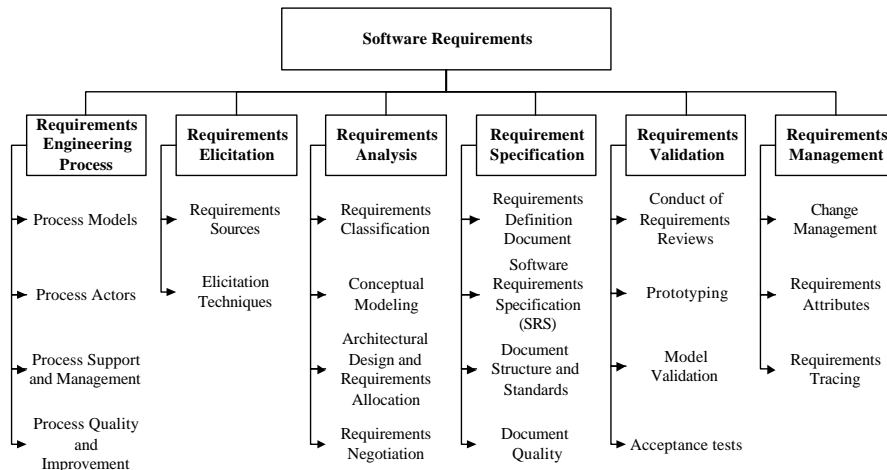 Software Requirements
Requirements
Engineering
Process
Requirements
Elicitation
Requirements
Analysis
Requirement
Specification
Requirements
Validation
Requirements
Management
Process Models
Process Actors
Process Support
and Management
Process Quality
and
Improvement
Requirements
Sources
Elicitation
Techniques
Requirements
Classification
Conceptual
Modeling
Architectural
Design and
Requirements
Allocation
Requirements
Negotiation
Requirements
Definition
Document
Software
Requirements
Specification
(SRS)
Document
Structure and
Standards
Document
Quality
Conduct of
Requirements
Reviews
Prototyping
Model
Validation
Acceptance tests
Change
Management
Requirements
Attributes
Requirements
Tracing